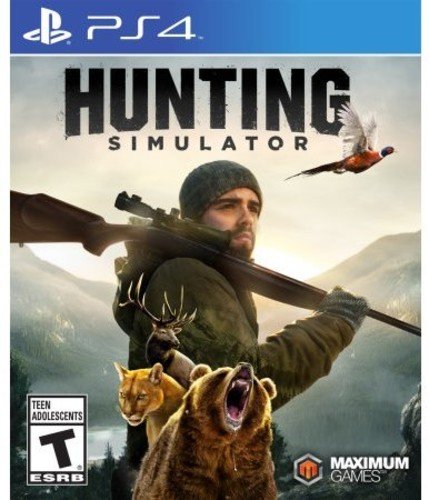 PS4
HUNTING
SIMULATOR
TEEN
ADOLESCENTS
T
ESRB
MAXIMUM
GAMES